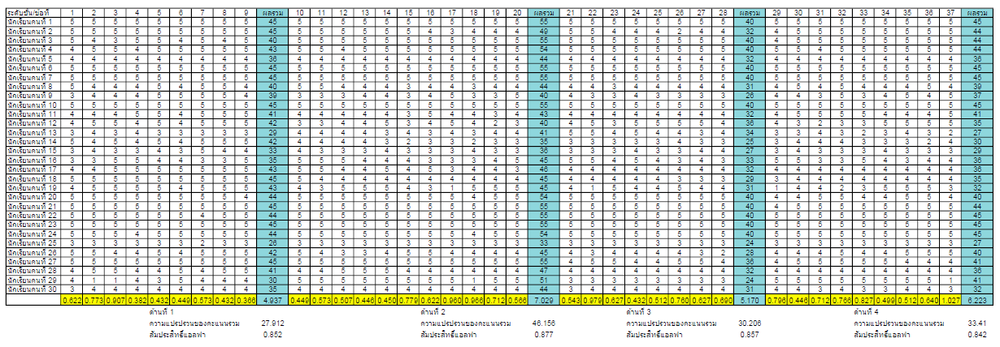 ระดับชั้น/ข้อที่ 1 2 3 4 5 6 7 8 9 ผลรวม 10 11 12 13 14 15 16 17 18 19 20 ผลรวม 21 22 23 24 25 26 27 28 ผลรวม 29 30 31 32 33 34 35 36 37 ผลรวม
นักเรียนคนที่ 1 5 5 5 5 5 5 5 5 5 45 5 5 5 5 5 5 5 5 5 5 5 55 5 5 5 5 5 5 5 5 40 5 5 5 5 5 5 5 5 5 45
นักเรียนคนที่ 2 5 5 5 5 5 5 5 5 5 45 5 5 5 5 5 5 4 3 4 4 4 49 5 5 5 4 4 2 4 4 32 4 5 5 5 5 5 5 5 5 44
นักเรียนคนที่ 3 5 4 3 5 5 4 5 4 5 40 5 5 5 5 5 5 5 5 5 5 5 55 5 5 5 5 5 5 5 5 40 4 5 5 5 5 5 5 5 5 44
นักเรียนคนที่ 4 4 5 5 4 5 5 5 5 5 43 5 5 5 4 5 5 5 5 5 5 5 54 5 5 5 5 5 5 5 5 40 5 5 4 5 5 5 5 5 5 44
นักเรียนคนที่ 5 4 4 4 4 4 4 4 4 4 36 4 4 4 4 4 4 4 4 4 4 4 44 4 4 4 4 4 4 4 4 32 4 4 4 4 4 4 4 4 4 36
นักเรียนคนที่ 6 5 5 5 5 5 5 5 5 5 45 5 5 5 5 5 5 5 5 5 5 5 55 5 5 5 5 5 5 5 5 40 5 5 5 5 5 5 5 5 5 45
นักเรียนคนที่ 7 5 5 5 5 5 5 5 5 5 45 5 5 5 5 5 5 5 5 5 5 5 55 5 5 5 5 5 5 5 5 40 5 5 5 5 5 5 5 5 5 45
นักเรียนคนที่ 8 5 4 4 4 5 4 5 4 5 40 5 5 4 4 4 3 4 4 3 4 4 44 4 4 3 4 4 4 4 4 31 4 5 4 5 4 4 5 4 4 39
นักเรียนคนที่ 9 3 4 4 4 5 5 5 5 4 39 3 3 3 4 4 3 4 5 3 5 3 40 4 3 3 4 3 3 3 3 26 4 4 3 5 3 5 4 5 4 37
นักเรียนคนที่ 10 5 5 5 5 5 5 5 5 5 45 5 5 5 5 5 5 5 5 5 5 5 55 5 5 5 5 5 5 5 5 40 5 5 5 5 5 5 5 5 5 45
นักเรียนคนที่ 11 4 4 4 5 5 4 5 5 5 41 4 4 4 4 4 3 5 4 4 3 4 43 4 4 4 4 4 4 4 4 32 4 5 5 4 4 4 5 5 5 41
นักเรียนคนที่ 12 4 5 5 4 5 4 5 5 5 42 3 3 4 4 5 3 4 5 3 2 4 40 4 5 3 5 5 5 5 4 36 4 3 2 3 3 5 5 5 5 35
นักเรียนคนที่ 13 3 4 3 4 3 3 3 3 3 29 4 4 4 4 3 4 3 4 3 4 4 41 5 5 4 5 4 4 4 3 34 3 3 4 2 3 4 3 3 2 27
นักเรียนคนที่ 14 5 4 5 4 5 4 5 5 5 42 4 4 4 4 3 2 3 3 2 3 3 35 3 3 3 3 3 4 3 3 25 3 4 4 3 4 3 3 2 4 30
นักเรียนคนที่ 15 3 4 3 3 4 3 5 4 4 33 4 3 3 3 4 3 3 3 4 3 3 36 3 3 3 3 4 3 4 4 27 3 3 4 3 3 4 3 3 3 29
นักเรียนคนที่ 16 3 3 5 5 4 4 3 3 5 35 5 5 5 4 4 4 3 3 4 4 4 45 5 5 4 4 4 4 4 3 33 5 5 3 3 4 4 3 4 5 36
นักเรียนคนที่ 17 4 4 5 5 5 5 5 5 5 43 5 5 4 4 5 4 5 3 4 4 3 46 4 4 4 4 4 4 4 4 32 4 4 4 4 4 4 4 4 4 36
นักเรียนคนที่ 18 5 5 5 5 5 5 5 5 5 45 5 4 4 4 4 4 4 4 4 4 4 45 4 4 4 4 4 3 3 3 29 3 4 4 4 4 4 4 4 4 35
นักเรียนคนที่ 19 4 5 5 5 5 4 5 5 5 43 4 3 5 5 5 4 3 1 5 5 5 45 4 1 5 4 5 4 4 4 31 1 4 4 2 3 5 5 5 3 32
นักเรียนคนที่ 20 4 5 5 5 5 5 5 5 5 44 5 5 5 5 5 5 5 5 4 5 5 54 5 5 5 5 5 5 5 5 40 4 4 5 5 4 4 4 5 5 40
นักเรียนคนที่ 21 5 5 5 5 5 5 5 5 5 45 5 5 5 5 5 5 5 5 5 5 5 55 5 5 5 5 5 5 5 5 40 4 5 5 5 5 5 5 5 5 44
นักเรียนคนที่ 22 5 5 5 5 5 5 4 5 5 44 5 5 5 5 5 5 5 5 5 5 5 55 5 5 5 5 5 5 5 5 40 5 5 5 5 5 5 5 5 5 45
นักเรียนคนที่ 23 5 5 5 5 5 5 5 5 5 45 5 5 5 5 5 5 5 5 5 5 5 55 5 5 5 5 5 5 5 5 40 5 5 5 5 5 5 5 5 5 45
นักเรียนคนที่ 24 5 5 5 4 5 5 5 5 5 44 5 5 5 5 5 5 5 5 4 5 5 54 5 5 5 5 5 5 5 5 40 5 5 5 5 5 5 5 5 5 45
นักเรียนคนที่ 25 3 3 3 3 3 3 2 3 3 26 3 3 3 3 3 3 3 3 3 3 3 33 3 3 3 3 3 3 3 3 24 3 3 3 3 3 3 3 3 3 27
นักเรียนคนที่ 26 5 5 4 5 4 5 4 5 5 42 5 4 3 3 4 5 5 4 4 4 4 45 4 3 4 4 4 4 3 2 28 4 4 4 5 4 4 5 5 5 40
นักเรียนคนที่ 27 5 5 5 5 5 5 5 5 5 45 5 5 5 5 5 5 5 5 5 5 5 55 4 5 4 5 5 5 4 4 36 4 5 5 5 5 5 4 4 4 41
นักเรียนคนที่ 28 4 5 5 4 4 5 4 5 5 41 4 4 5 5 5 5 4 4 4 4 4 47 4 4 4 4 4 4 4 4 32 4 4 4 4 4 4 4 4 4 36
นักเรียนคนที่ 29 4 1 1 4 3 5 4 4 4 30 5 5 5 5 5 5 5 5 1 5 5 51 3 3 3 3 3 3 3 3 24 5 5 5 5 5 5 5 5 1 41
นักเรียนคนที่ 30 3 4 4 4 4 4 4 4 4 35 4 4 4 4 4 4 4 4 4 4 4 44 3 4 4 4 4 4 4 4 31 4 4 3 4 3 3 4 4 3 32
0.622 0.773 0.907 0.382 0.432 0.449 0.573 0.432 0.366 4.937 0.449 0.573 0.507 0.446 0.450 0.779 0.622 0.960 0.966 0.712 0.566 7.029 0.543 0.979 0.627 0.432 0.512 0.760 0.627 0.690 5.170 0.796 0.446 0.712 0.766 0.827 0.499 0.512 0.640 1.027 6.223
ด้านที่ 1 ด้านที่ 2 ด้านที่ 3 ด้านที่ 4
ความแปรปรวนของคะแนนรวม 27.912 ความแปรปรวนของคะแนนรวม 46.156 ความแปรปรวนของคะแนนรวม 30.206 ความแปรปรวนของคะแนนรวม 33.41
สัมประสิทธิ์แอลฟา 0.852 สัมประสิทธิ์แอลฟา 0.877 สัมประสิทธิ์แอลฟา 0.857 สัมประสิทธิ์แอลฟา 0.842